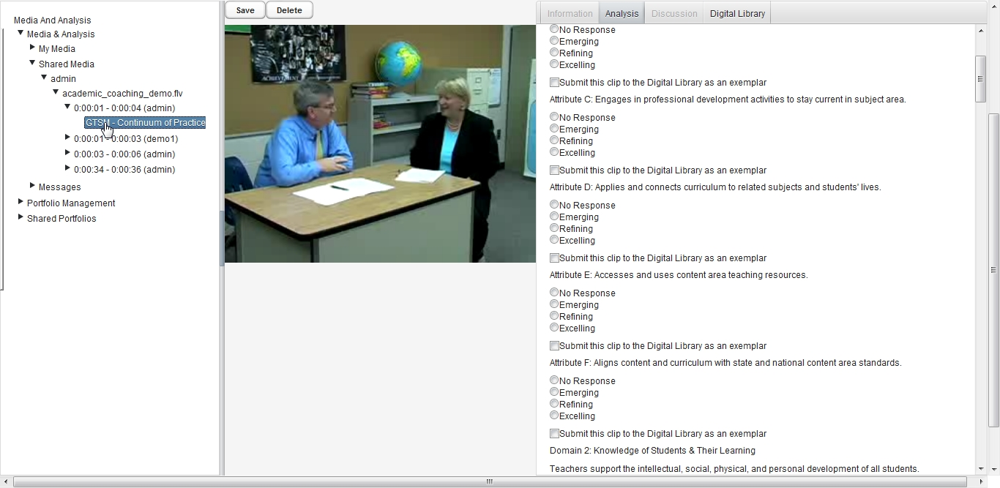 Media And Analysis
Media & Analysis
My Media
Shared Media
admin
academic_coaching_demo.flv
0:00:01 - 0:00:04 (admin)
GTSM - Continuum of Practice
0:00:01 - 0:00:03 (demo1)
0:00:03 - 0:00:06 (admin)
0:00:34 - 0:00:36 (admin)
Messages
Portfolio Management
Shared Portfolios
Save Delete
ACHIEVEMENT
Information Analysis Discussion Digital Library
No Response
Emerging
Refining
Excelling
Submit this clip to the Digital Library as an exemplar
Attribute C: Engages in professional development activities to stay current in subject area.
No Response
Emerging
Refining
Excelling
Submit this clip to the Digital Library as an exemplar
Attribute D: Applies and connects curriculum to related subjects and students' lives.
No Response
Emerging
Refining
Excelling
Submit this clip to the Digital Library as an exemplar
Attribute E: Accesses and uses content area teaching resources.
No Response
Emerging
Refining
Excelling
Submit this clip to the Digital Library as an exemplar
Attribute F: Aligns content and curriculum with state and national content area standards.
No Response
Emerging
Refining
Excelling
Submit this clip to the Digital Library as an exemplar
Domain 2: Knowledge of Students & Their Learning
Teachers support the intellectual, social, physical, and personal development of all students.